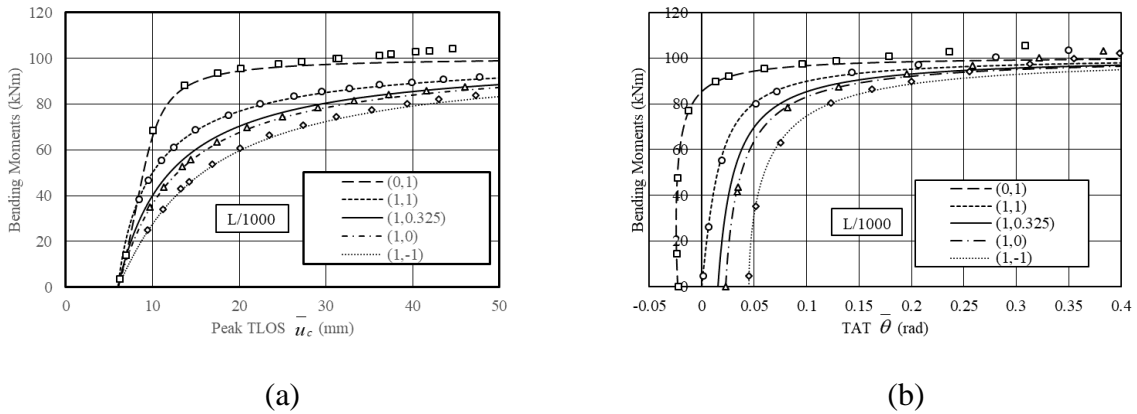 120
100
80
60
40
20
0
Bending Moments (kNm)
0 10 20 30 40 50
Peak TLOS u̅c (mm)
L/1000
(0,1)
(1,1)
(1,0.325)
(1,0)
(1,-1)
(a)
120
100
80
60
40
20
0
Bending Moments (kNm)
-0.05 0 0.05 0.1 0.15 0.2 0.25 0.3 0.35 0.4
TAT θ̅ (rad)
L/1000
(0,1)
(1,1)
(1,0.325)
(1,0)
(1,-1)
(b)